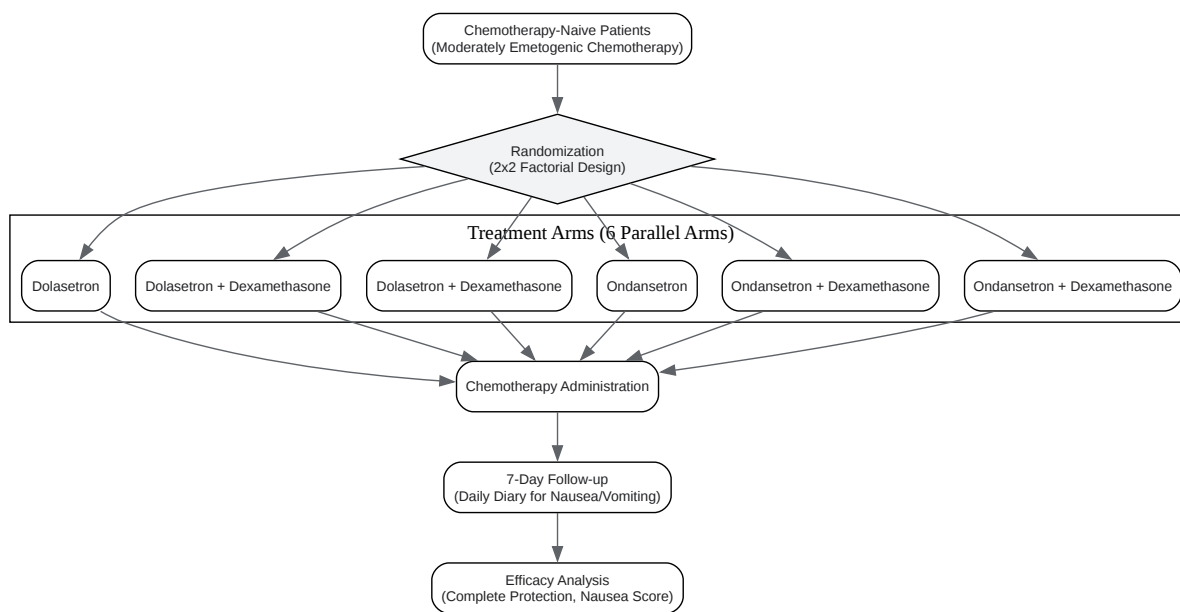 Chemotherapy-Naive Patients
(Moderately Emetogenic Chemotherapy)
Randomization
(2x2 Factorial Design)
Treatment Arms (6 Parallel Arms)
Dolasetron
Dolasetron + Dexamethasone
Dolasetron + Dexamethasone
Ondansetron
Ondansetron + Dexamethasone
Ondansetron + Dexamethasone
Chemotherapy Administration
7-Day Follow-up
(Daily Diary for Nausea/Vomiting)
Efficacy Analysis
(Complete Protection, Nausea Score)